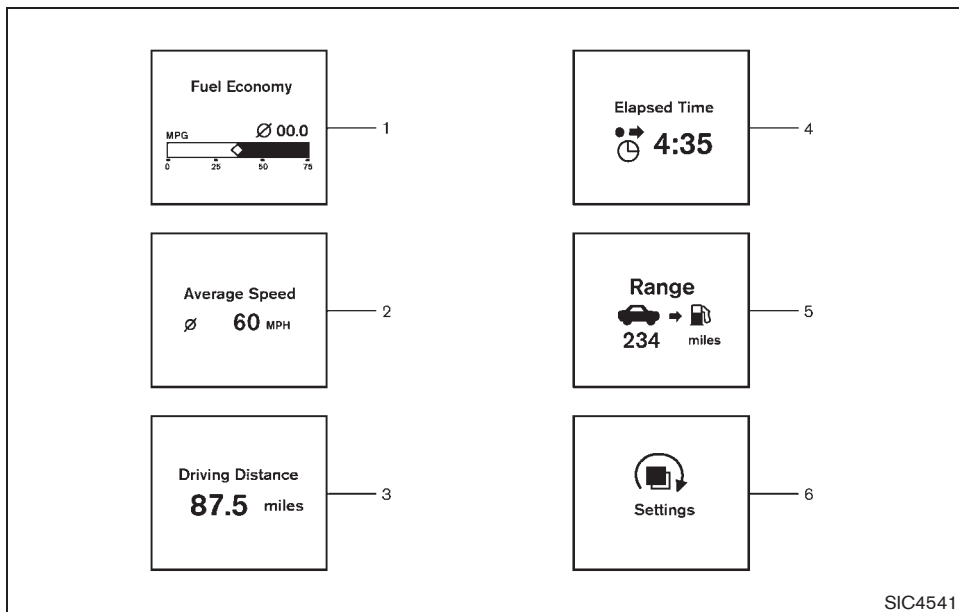 Fuel Economy
MPG
Ø 00.0
0 25 50 75
1
Average Speed
Ø 60 MPH
2
Driving Distance
87.5 miles
3
Elapsed Time
4:35
4
Range
234 miles
5
Settings
6
SIC4541